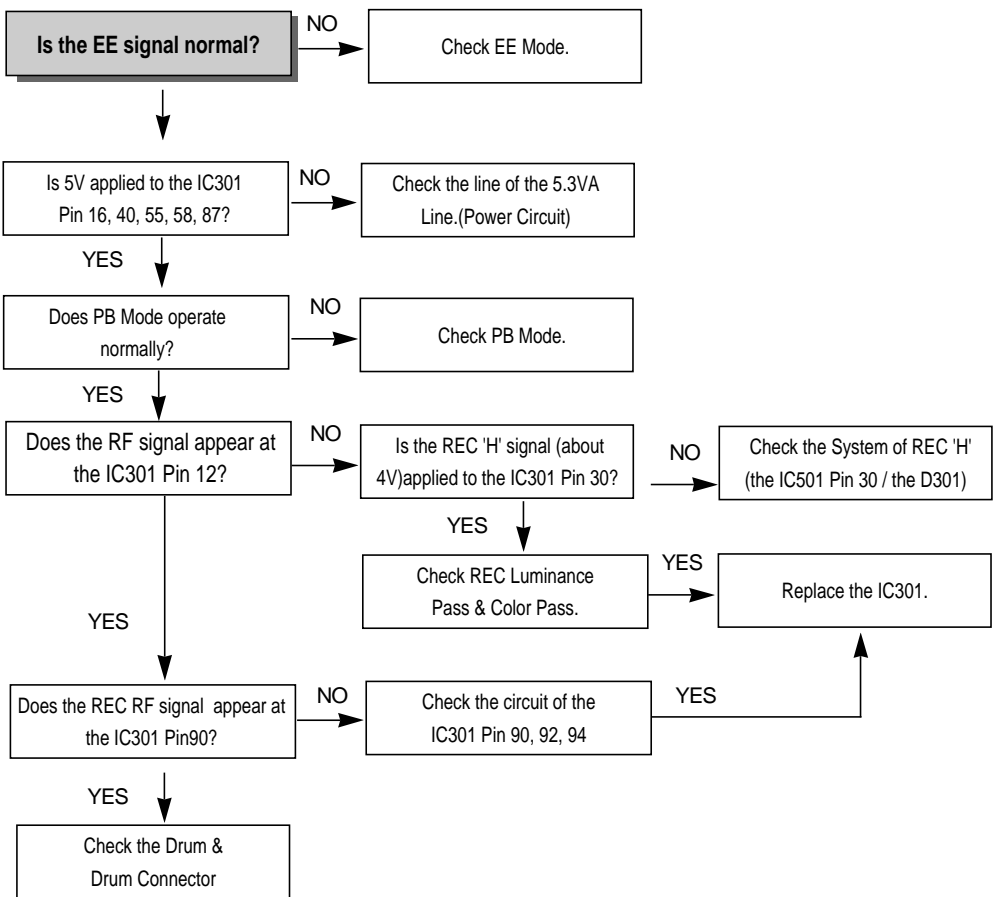 Is the EE signal normal?
NO
Check EE Mode.
Is 5V applied to the IC301
Pin 16, 40, 55, 58, 87?
NO
Check the line of the 5.3VA
Line.(Power Circuit)
YES
Does PB Mode operate
normally?
NO
Check PB Mode.
YES
Does the RF signal appear at
the IC301 Pin 12?
NO
Is the REC 'H' signal (about
4V)applied to the IC301 Pin 30?
NO
Check the System of REC 'H'
(the IC501 Pin 30 / the D301)
YES
Check REC Luminance
Pass & Color Pass.
YES
Replace the IC301.
YES
Does the REC RF signal  appear at
the IC301 Pin90?
NO
Check the circuit of the
IC301 Pin 90, 92, 94
YES
YES
Check the Drum &
Drum Connector